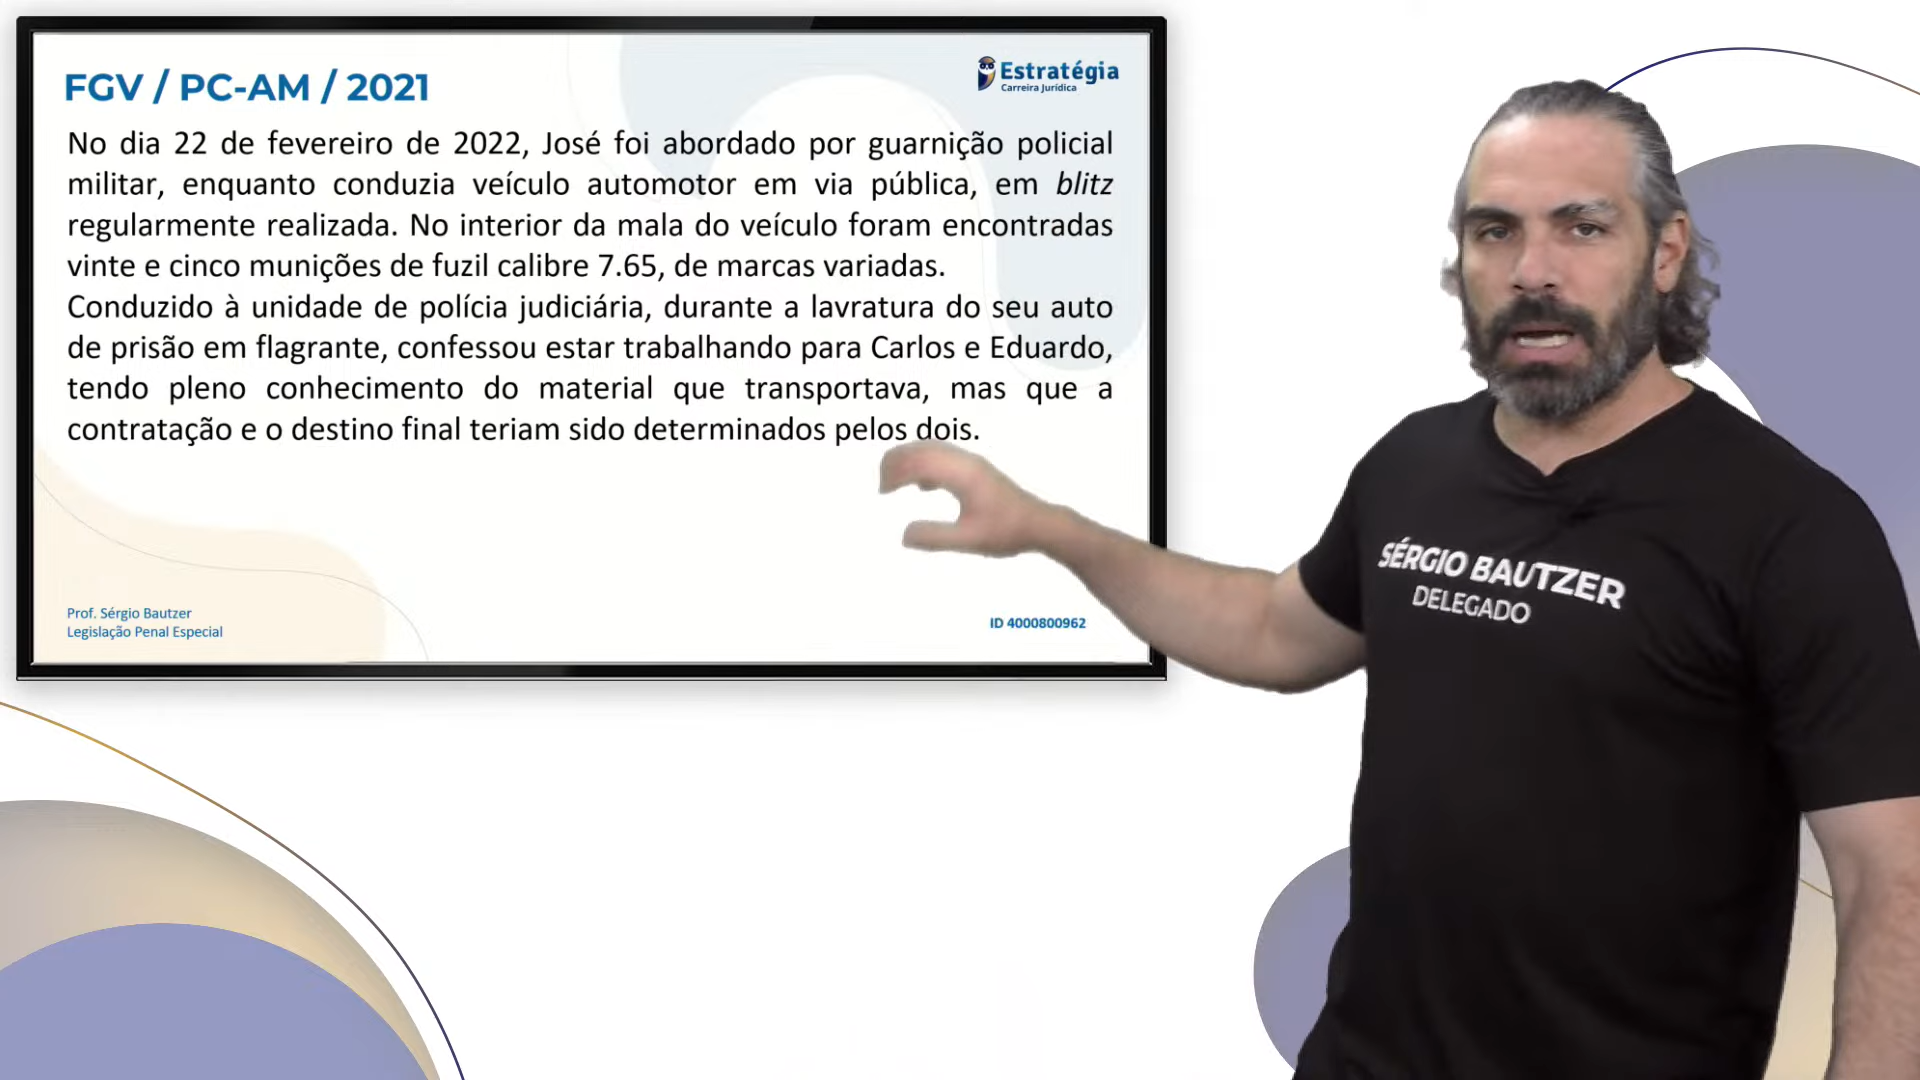 FGV / PC-AM / 2021
Estratégia
Carreira Jurídica
No dia 22 de fevereiro de 2022, José foi abordado por guarnição policial
militar, enquanto conduzia veículo automotor em via pública, em blitz
regularmente realizada. No interior da mala do veículo foram encontradas
vinte e cinco munições de fuzil calibre 7.65, de marcas variadas.
Conduzido à unidade de polícia judiciária, durante a lavratura do seu auto
de prisão em flagrante, confessou estar trabalhando para Carlos e Eduardo,
tendo pleno conhecimento do material que transportava, mas que a
contratação e o destino final teriam sido determinados pelos dois.
Prof. Sérgio Bautzer
Legislação Penal Especial
ID 4000800962
SÉRGIO BAUTZER
DELEGADO